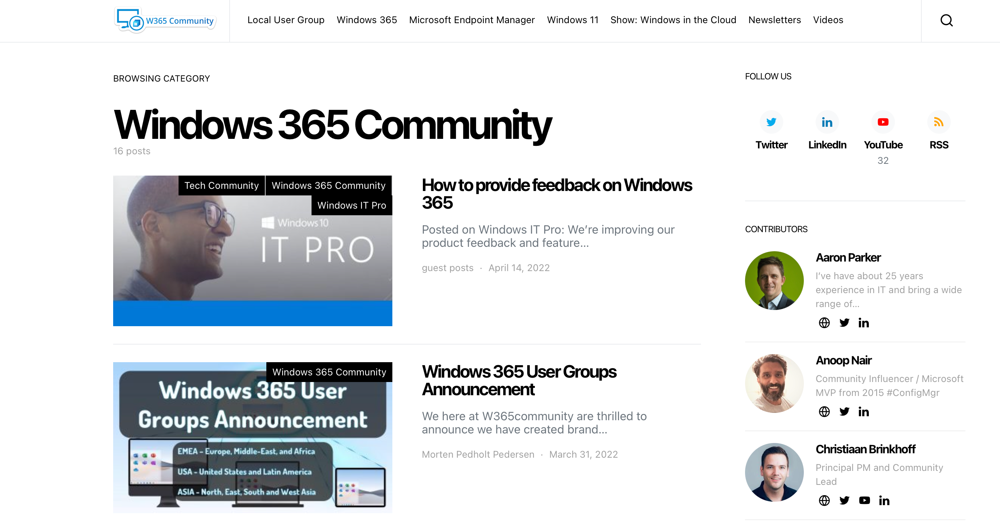 W365 Community
Local User Group
Windows 365
Microsoft Endpoint Manager
Windows 11
Show: Windows in the Cloud
Newsletters
Videos
BROWSING CATEGORY
Windows 365 Community
16 posts
Tech Community
Windows 365 Community
Windows IT Pro
Windows 10
IT PRO
How to provide feedback on Windows
365
Posted on Windows IT Pro: We’re improving our
product feedback and feature...
guest posts · April 14, 2022
Windows 365 Community
Windows 365 User
Groups Announcement
EMEA - Europe, Middle-East, and Africa
USA - United States and Latin America
ASIA - North, East, South and West Asia
Windows 365 User Groups
Announcement
We here at W365community are thrilled to
announce we have created brand...
Morten Pedholt Pedersen · March 31, 2022
FOLLOW US
Twitter
LinkedIn
YouTube
32
RSS
CONTRIBUTORS
Aaron Parker
I’ve have about 25 years
experience in IT and bring a wide
range of...
Anoop Nair
Community Influencer / Microsoft
MVP from 2015 #ConfigMgr
Christiaan Brinkhoff
Principal PM and Community
Lead